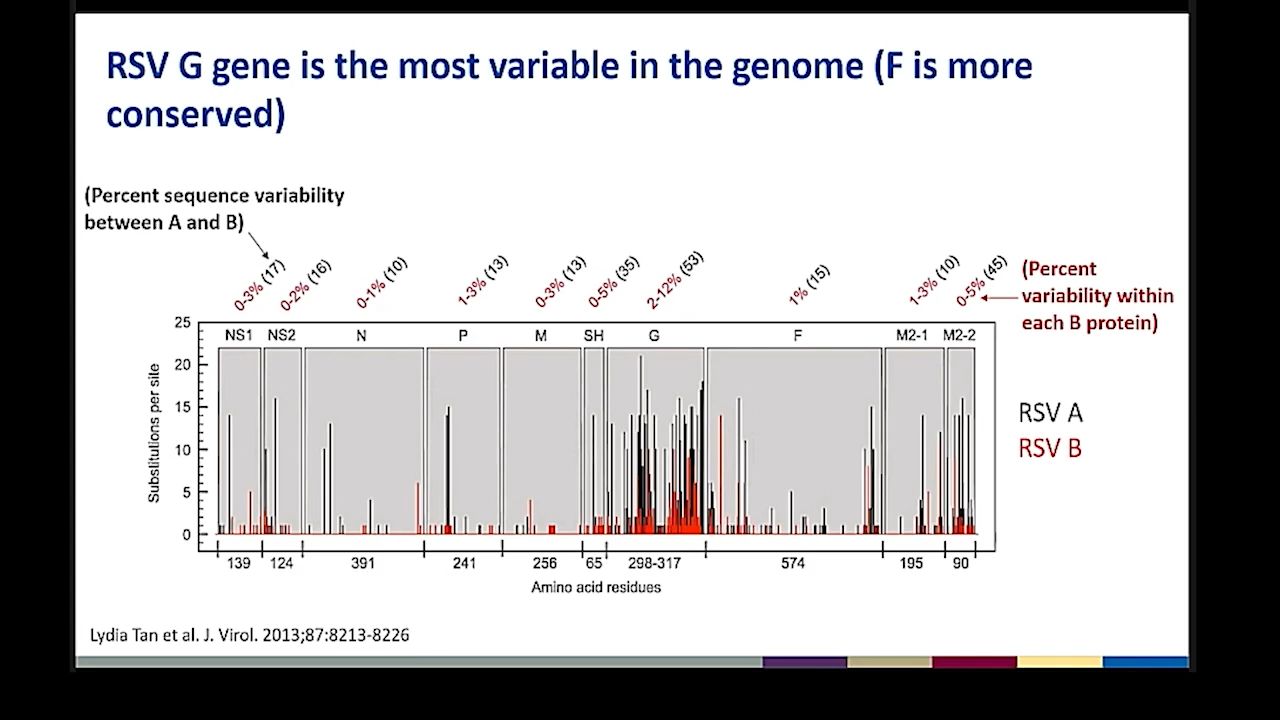 RSV G gene is the most variable in the genome (F is more
conserved)
(Percent sequence variability
between A and B)
0-3% (17)
0-2% (16)
0-1% (10)
1-3% (13)
0-3% (13)
0-5% (35)
2-12% (53)
1% (15)
1-3% (10)
0-5% (45)
(Percent
variability within
each B protein)
NS1 NS2 N P M SH G F M2-1 M2-2
25
20
15
10
5
0
Substitutions per site
RSV A
RSV B
139 124 391 241 256 65 298-317 574 195 90
Amino acid residues
Lydia Tan et al. J. Virol. 2013;87:8213-8226